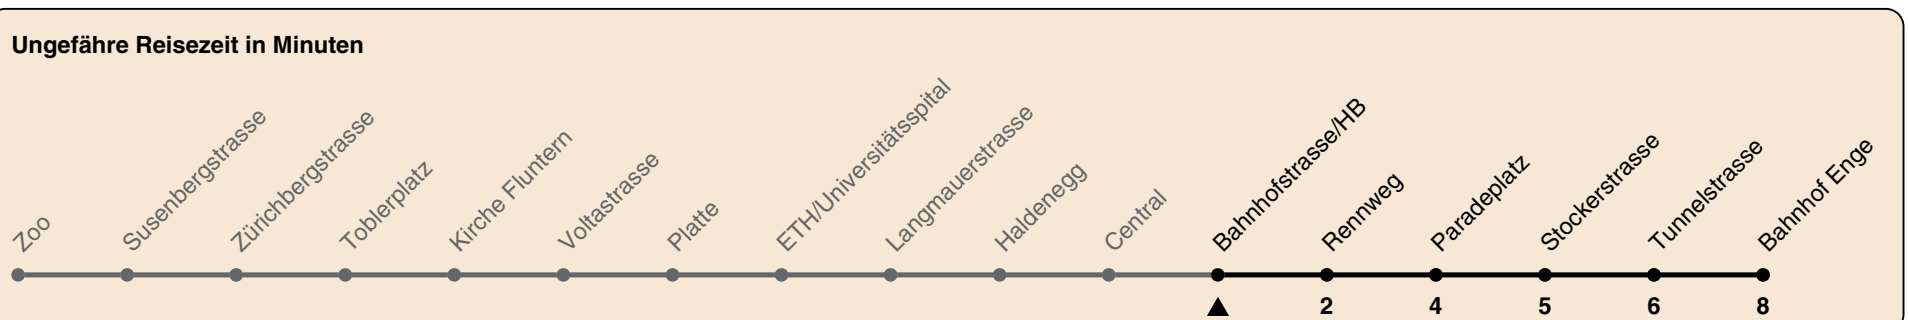 Ungefähre Reisezeit in Minuten
Zoo
Susenbergstrasse
Zürichbergstrasse
Toblerplatz
Kirche Fluntern
Voltastrasse
Platte
ETH/Universitätsspital
Langmauerstrasse
Haldenegg
Central
Bahnhofstrasse/HB
Rennweg
Paradeplatz
Stockerstrasse
Tunnelstrasse
Bahnhof Enge
2 4 5 6 8